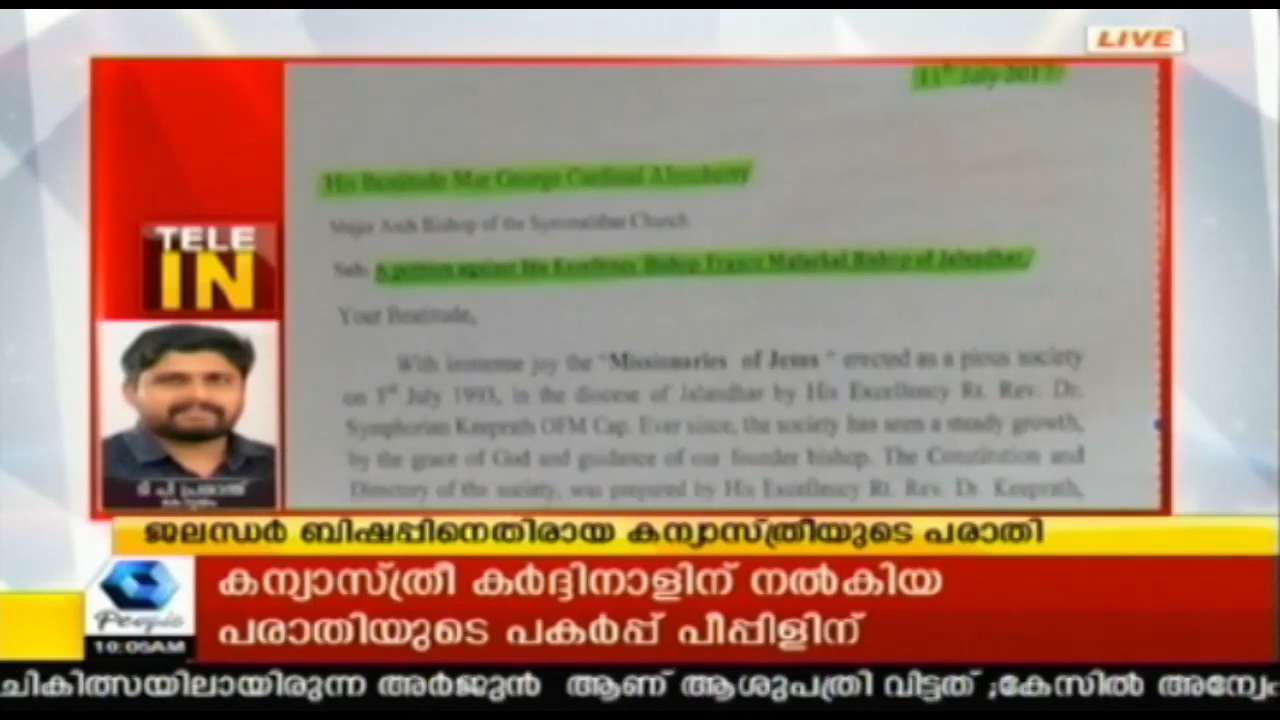 LIVE
11th July 2017
His Beatitude Mar George Cardinal Alencherry
Major Arch Bishop of the Syromalabar Church
Sub: A petition against His Excellency Bishop Franco Mulackal Bishop of Jalandhar.
Your Beatitude,
With immense joy the "Missionaries of Jesus" erected as a pious society
on 1st July 1993, in the diocese of Jalandhar by His Excellency Rt. Rev. Dr.
Symphorian Keeprath OFM Cap. Ever since, the society has seen a steady growth,
by the grace of God and guidance of our founder bishop. The Constitution and
Directory of the society, was prepared by His Excellency Rt. Rev. Dr. Keeprath,
TELE
IN
ജലന്ധർ ബിഷപ്പിനെതിരായ കന്യാസ്ത്രീയുടെ പരാതി
കന്യാസ്ത്രീ കർദ്ദിനാളിന് നൽകിയ
പരാതിയുടെ പകർപ്പ് പീപ്പിളിന്
People
10:05AM
ചികിത്സയിലായിരുന്ന അർജുൻ ആണ് ആശുപത്രി വിട്ടത് ;കേസിൽ